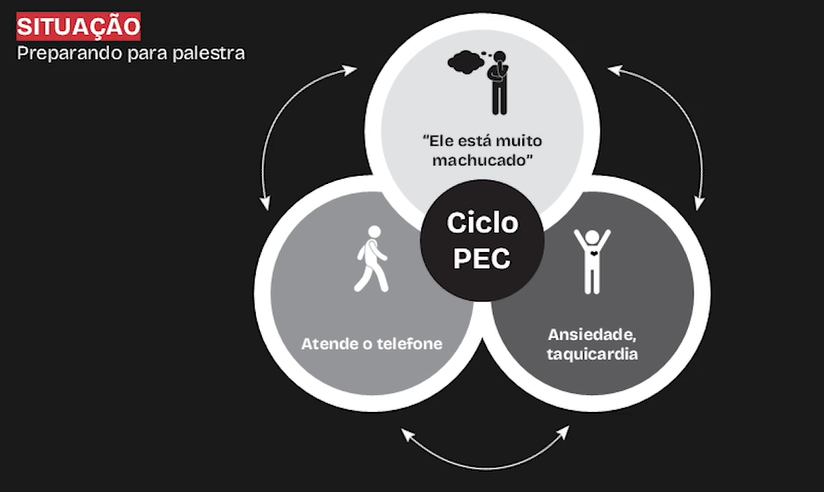 SITUAÇÃO
Preparando para palestra
“Ele está muito
machucado”
Ciclo
PEC
Atende o telefone
Ansiedade,
taquicardia